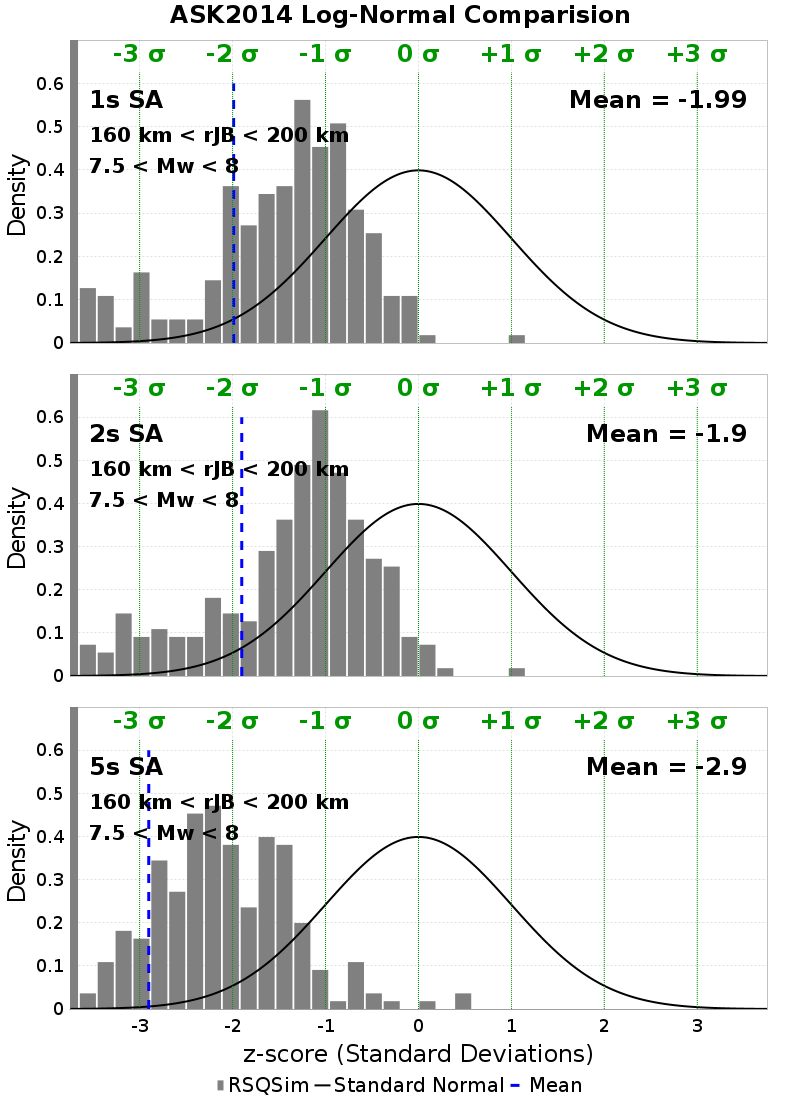 ASK2014 Log-Normal Comparision
-3 σ -2 σ -1 σ 0 σ +1 σ +2 σ +3 σ
1s SA
Mean = -1.99
160 km < rJB < 200 km
7.5 < Mw < 8
Density
0.6
0.5
0.4
0.3
0.2
0.1
0
-3 σ -2 σ -1 σ 0 σ +1 σ +2 σ +3 σ
2s SA
Mean = -1.9
160 km < rJB < 200 km
7.5 < Mw < 8
Density
0.6
0.5
0.4
0.3
0.2
0.1
0
-3 σ -2 σ -1 σ 0 σ +1 σ +2 σ +3 σ
5s SA
Mean = -2.9
160 km < rJB < 200 km
7.5 < Mw < 8
Density
0.6
0.5
0.4
0.3
0.2
0.1
0
-3 -2 -1 0 1 2 3
z-score (Standard Deviations)
RSQSim Standard Normal Mean